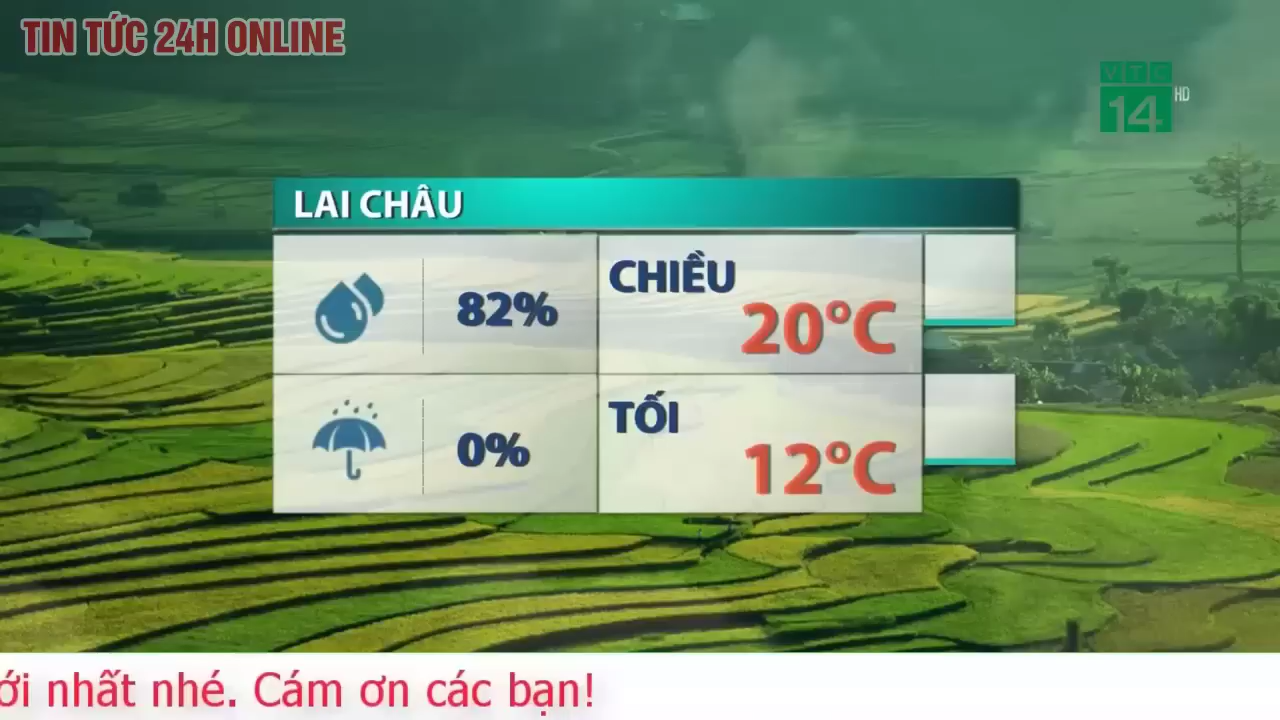 TIN TỨC 24H ONLINE
VTC
14 HD
LAI CHÂU
82%
CHIỀU
20°C
0%
TỐI
12°C
ới nhất nhé. Cám ơn các bạn!